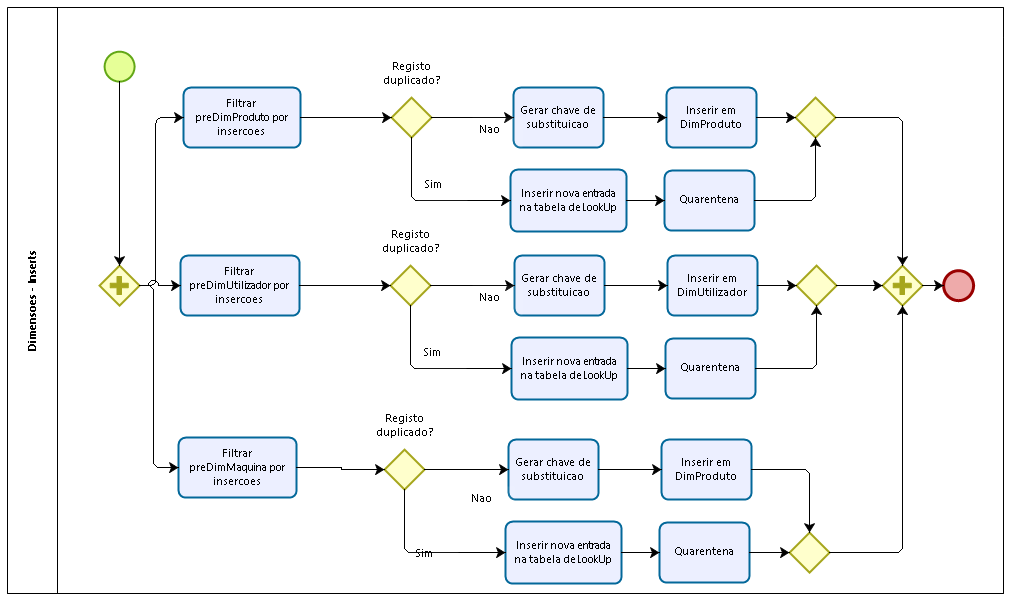 Dimensoes - Inserts
Registo
duplicado?
Filtrar
preDimProduto por
insercoes
Nao
Gerar chave de
substituicao
Inserir em
DimProduto
Sim
Inserir nova entrada
na tabela de LookUp
Quarentena
Registo
duplicado?
Filtrar
preDimUtilizador por
insercoes
Nao
Gerar chave de
substituicao
Inserir em
DimUtilizador
Sim
Inserir nova entrada
na tabela de LookUp
Quarentena
Registo
duplicado?
Filtrar
preDimMaquina por
insercoes
Nao
Gerar chave de
substituicao
Inserir em
DimProduto
Sim
Inserir nova entrada
na tabela de LookUp
Quarentena